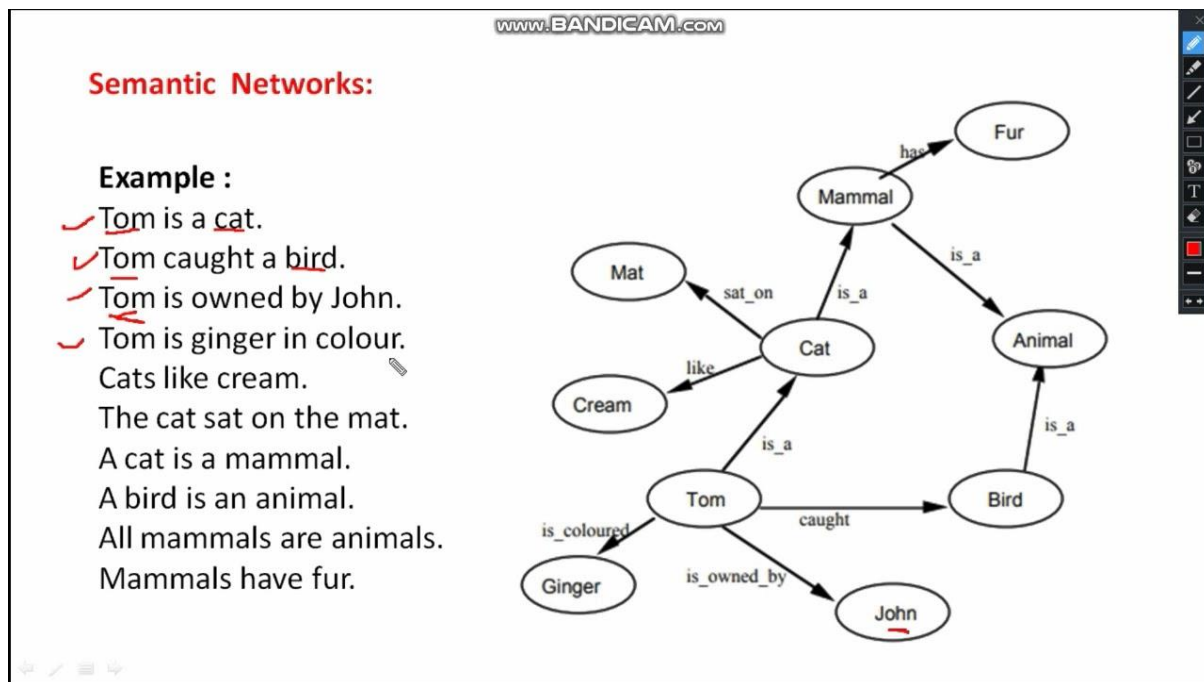 www.BANDICAM.com
Semantic Networks:
Example :
Tom is a cat.
Tom caught a bird.
Tom is owned by John.
Tom is ginger in colour.
Cats like cream.
The cat sat on the mat.
A cat is a mammal.
A bird is an animal.
All mammals are animals.
Mammals have fur.
Fur
has
Mammal
is_a
Mat
sat_on
is_a
Cat
Animal
like
Cream
is_a
is_a
Tom
caught
Bird
is_coloured
Ginger
is_owned_by
John
T